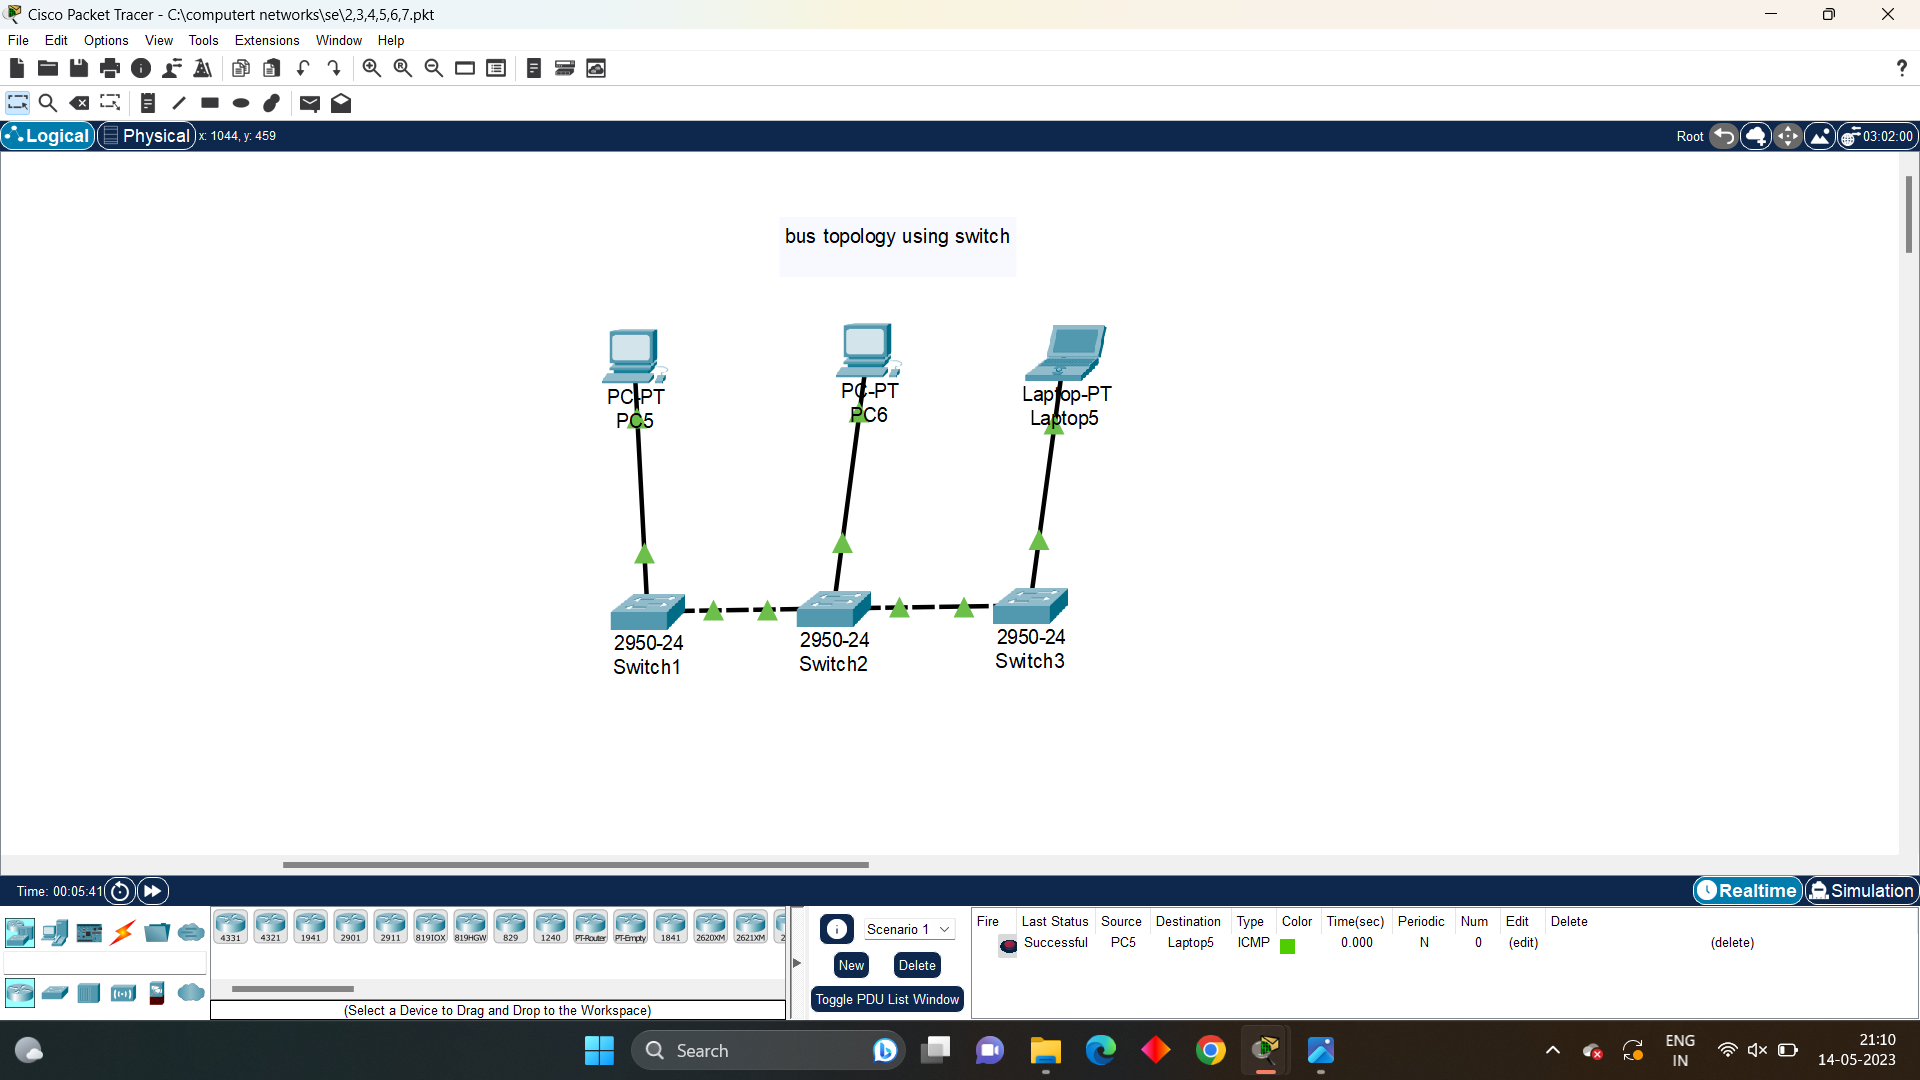 Cisco Packet Tracer - C:\computert networks\se\2,3,4,5,6,7.pkt
File Edit Options View Tools Extensions Window Help
?
Logical Physical x: 1044, y: 459 Root 03:02:00
bus topology using switch
PC-PT
PC5
PC-PT
PC6
Laptop-PT
Laptop5
2950-24
Switch1
2950-24
Switch2
2950-24
Switch3
Time: 00:05:41 Realtime Simulation
4331 4321 1941 2901 2911 819IOX 819HGW 829 1240 PT-Router PT-Empty 1841 2620XM 2621XM 2
(Select a Device to Drag and Drop to the Workspace)
Scenario 1
New Delete
Toggle PDU List Window
Fire Last Status Source Destination Type Color Time(sec) Periodic Num Edit Delete
Successful PC5 Laptop5 ICMP 0.000 N 0 (edit) (delete)
Search
ENG
IN
21:10
14-05-2023